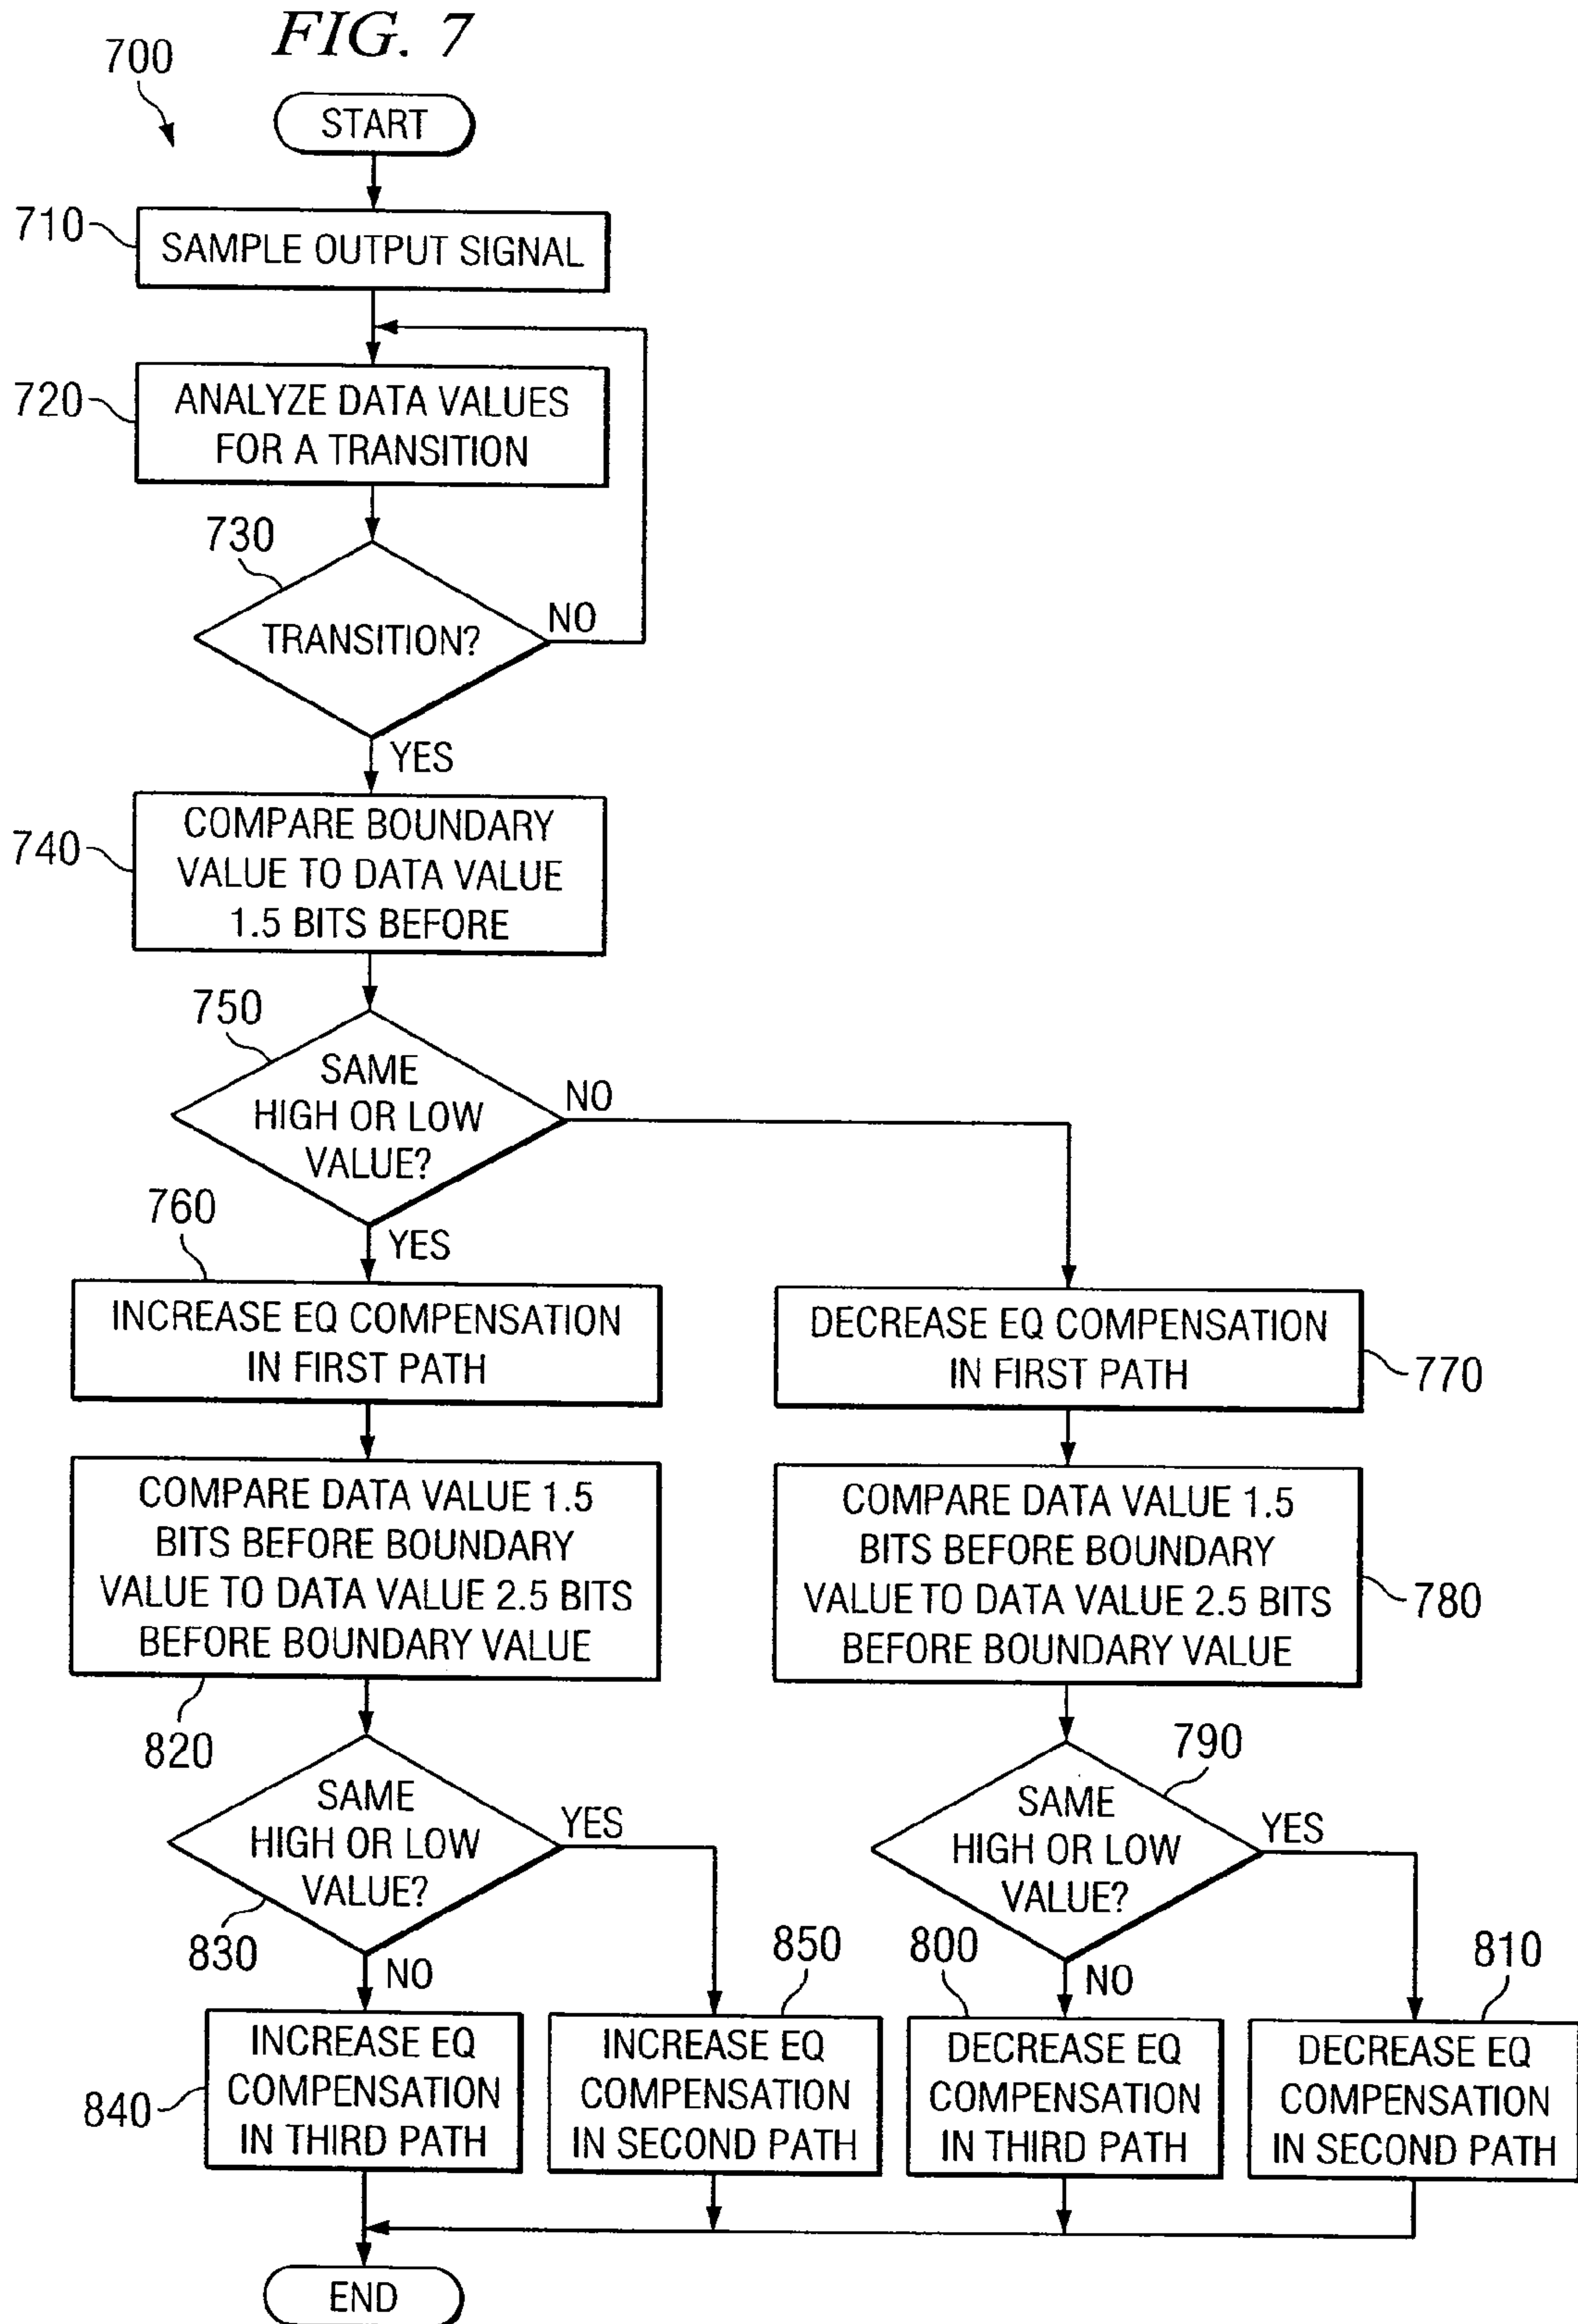 FIG. 7
700
START
710
SAMPLE OUTPUT SIGNAL
720
ANALYZE DATA VALUES
FOR A TRANSITION
730
TRANSITION?
NO
YES
740
COMPARE BOUNDARY
VALUE TO DATA VALUE
1.5 BITS BEFORE
750
SAME
HIGH OR LOW
VALUE?
NO
YES
760
INCREASE EQ COMPENSATION
IN FIRST PATH
DECREASE EQ COMPENSATION
IN FIRST PATH
770
COMPARE DATA VALUE 1.5
BITS BEFORE BOUNDARY
VALUE TO DATA VALUE 2.5 BITS
BEFORE BOUNDARY VALUE
820
COMPARE DATA VALUE 1.5
BITS BEFORE BOUNDARY
VALUE TO DATA VALUE 2.5 BITS
BEFORE BOUNDARY VALUE
780
SAME
HIGH OR LOW
VALUE?
830
YES
NO
790
SAME
HIGH OR LOW
VALUE?
YES
NO
840
INCREASE EQ
COMPENSATION
IN THIRD PATH
850
INCREASE EQ
COMPENSATION
IN SECOND PATH
800
DECREASE EQ
COMPENSATION
IN THIRD PATH
810
DECREASE EQ
COMPENSATION
IN SECOND PATH
END